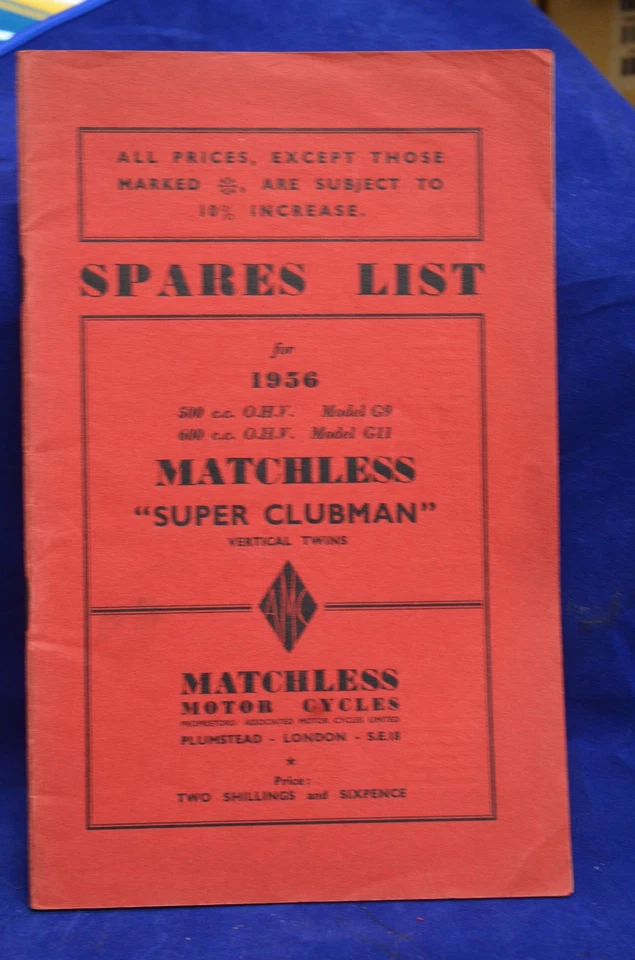 ALL PRICES, EXCEPT THOSE
MARKED ※, ARE SUBJECT TO
10% INCREASE.
SPARES LIST
for
1956
500 c.c. O.H.V. Model G9
600 c.c. O.H.V. Model G11
MATCHLESS
“SUPER CLUBMAN”
VERTICAL TWINS
AMC
MATCHLESS
MOTOR CYCLES
PROPRIETORS: ASSOCIATED MOTOR CYCLES LIMITED
PLUMSTEAD - LONDON - S.E.18
★
Price:
TWO SHILLINGS and SIXPENCE